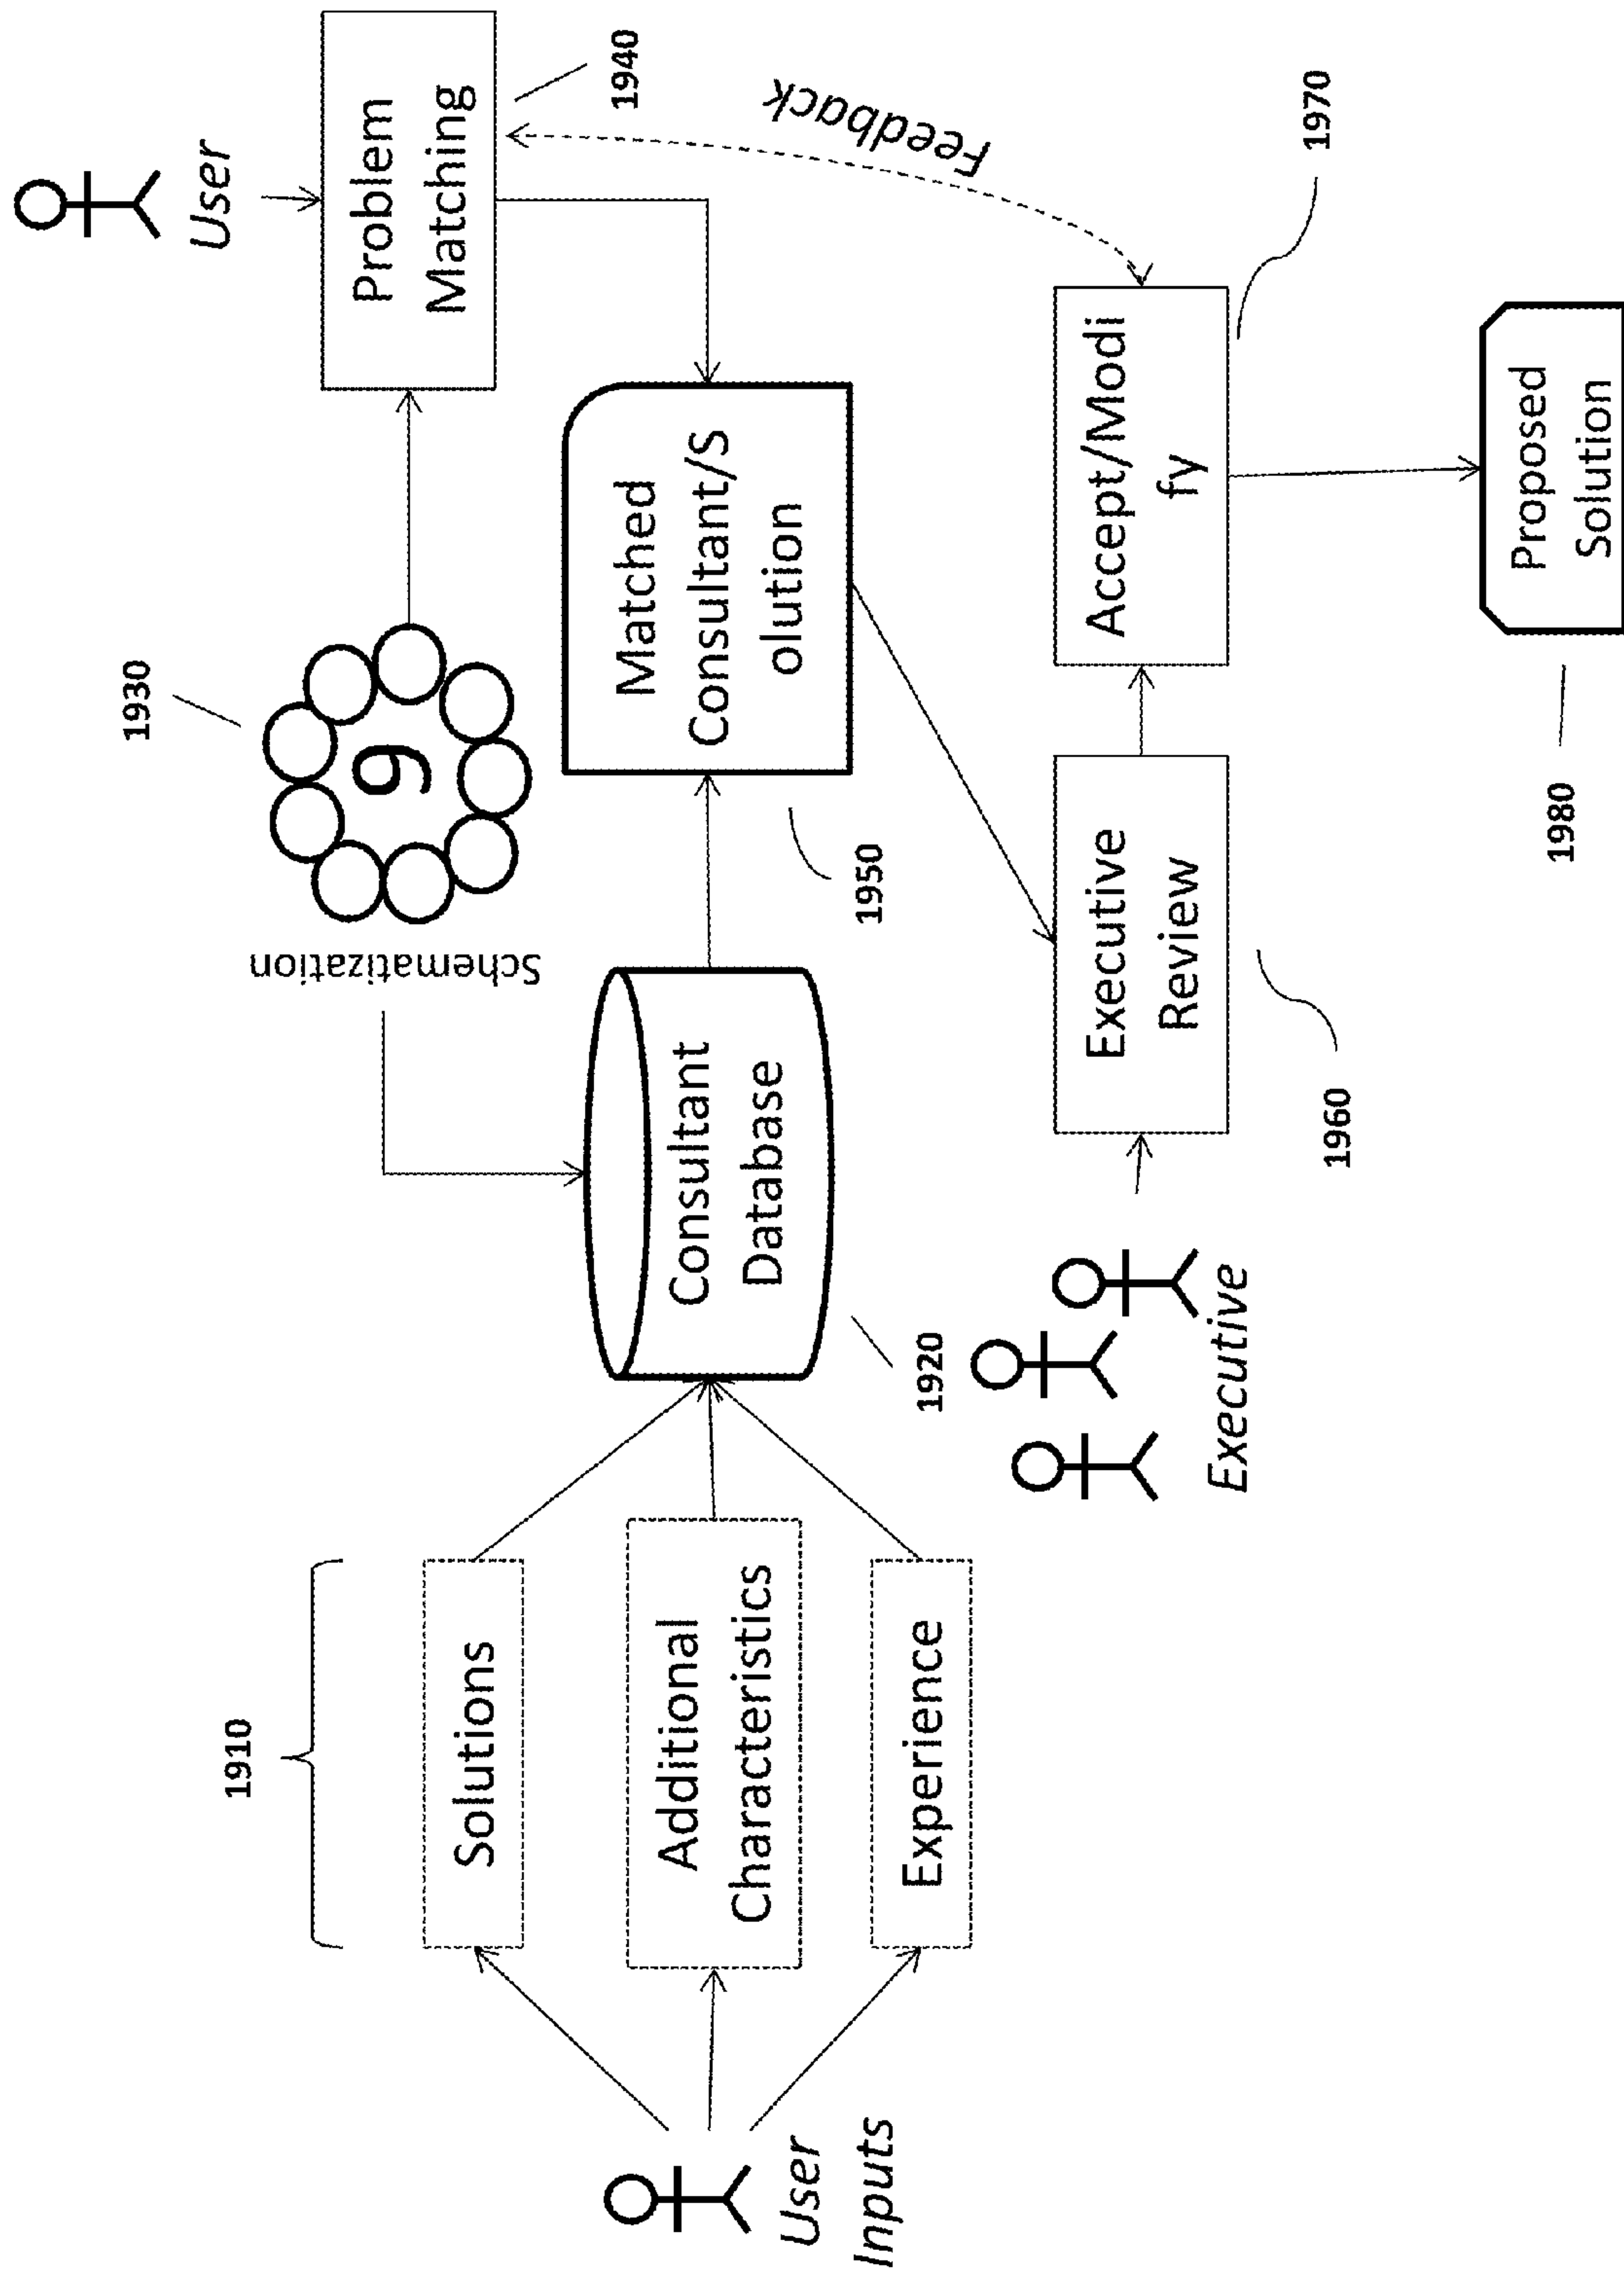 User
1930
1910
Schematization
9
Problem
Matching
1940
Solutions
Additional
Characteristics
Experience
User
Inputs
Consultant
Database
1920
Matched
Consultant/S
olution
1950
Feedback
Executive
Executive
Review
1960
Accept/Modi
fy
1970
Proposed
Solution
1980